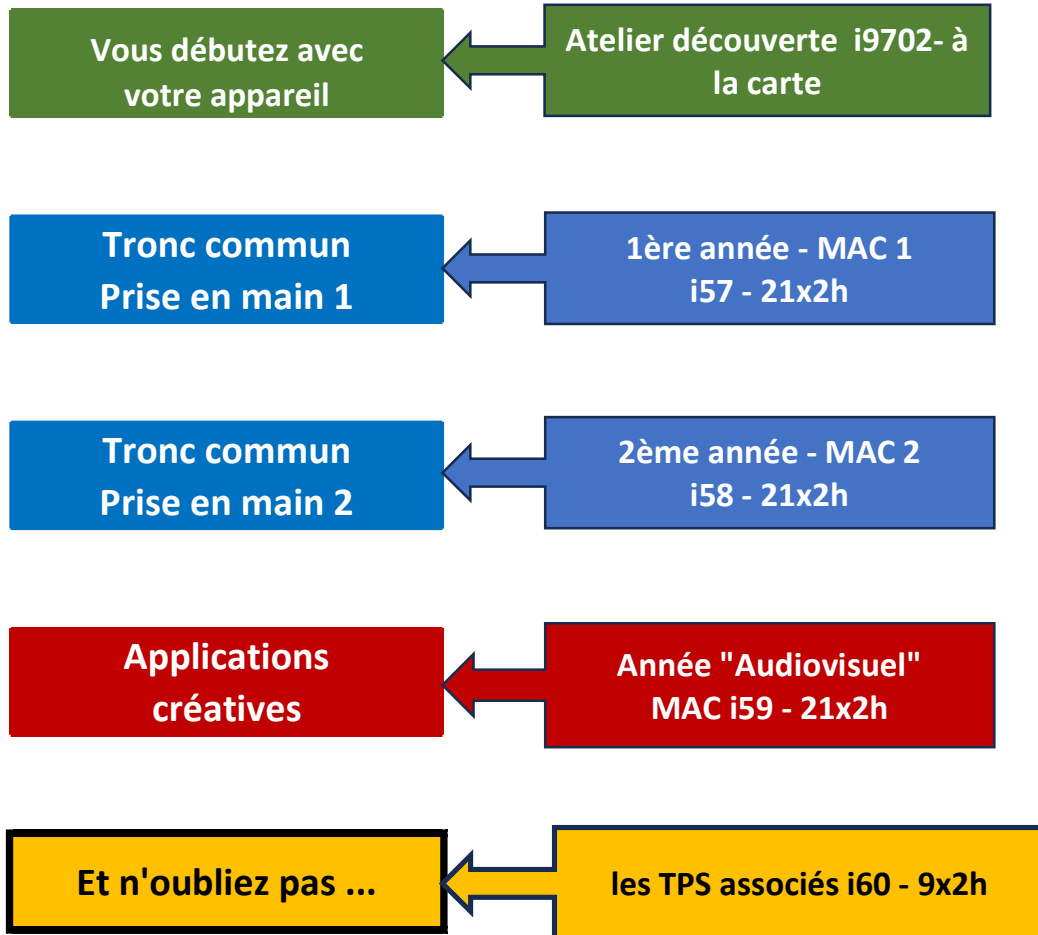 Vous débutez avec
votre appareil
Atelier découverte  i9702- à
la carte
Tronc commun
Prise en main 1
1ère année - MAC 1
i57 - 21x2h
Tronc commun
Prise en main 2
2ème année - MAC 2
i58 - 21x2h
Applications
créatives
Année "Audiovisuel"
MAC i59 - 21x2h
Et n'oubliez pas ...
les TPS associés i60 - 9x2h